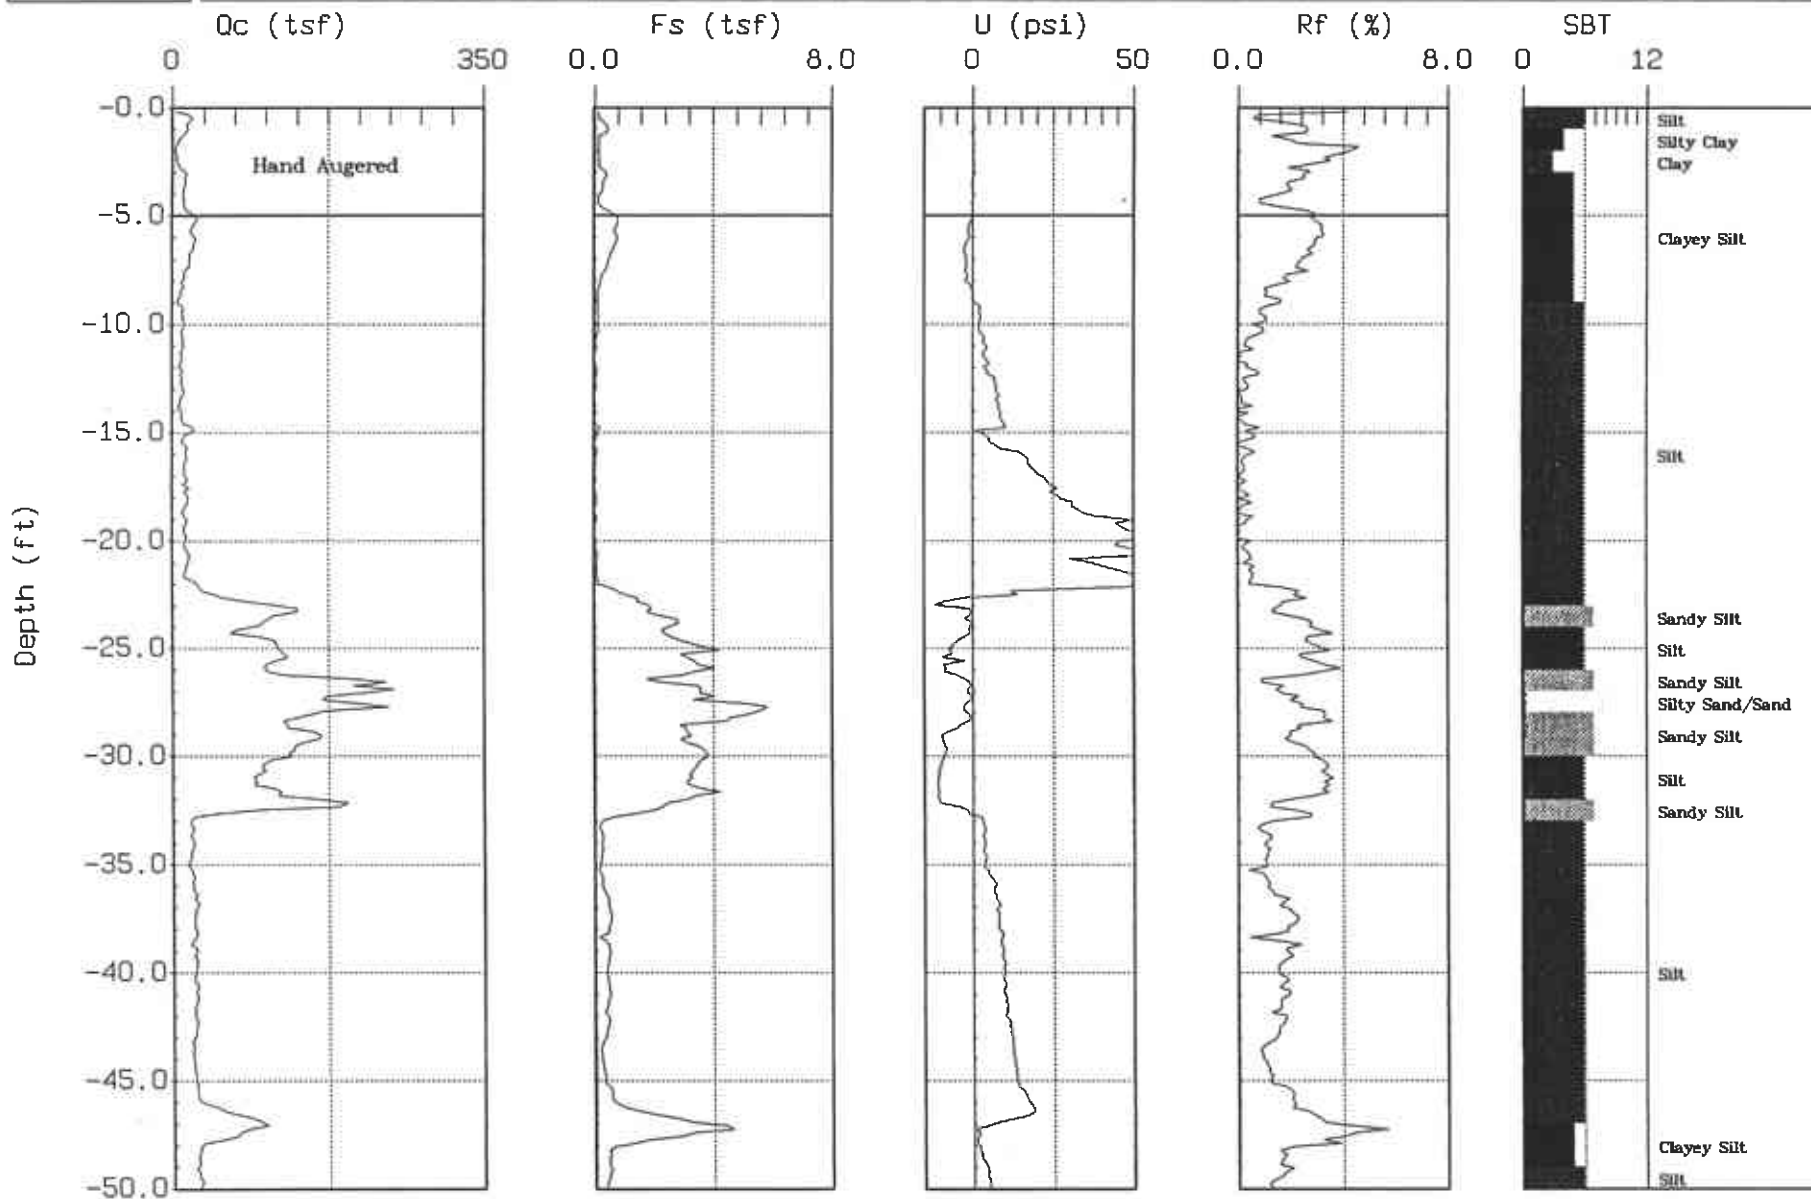 Qc (tsf) Fs (tsf) U (psi) Rf (%) SBT
0 350 0.0 8.0 0 50 0.0 8.0 0 12
-0.0
Silt
Silty Clay
Hand Augered
Clay
-5.0
Clayey Silt
-10.0
-15.0
Silt
Depth (ft)
-20.0
Sandy Silt
-25.0 Silt
Sandy Silt
Silty Sand/Sand
Sandy Silt
-30.0
Silt
Sandy Silt
-35.0
-40.0 Silt
-45.0
Clayey Silt
-50.0 Silt